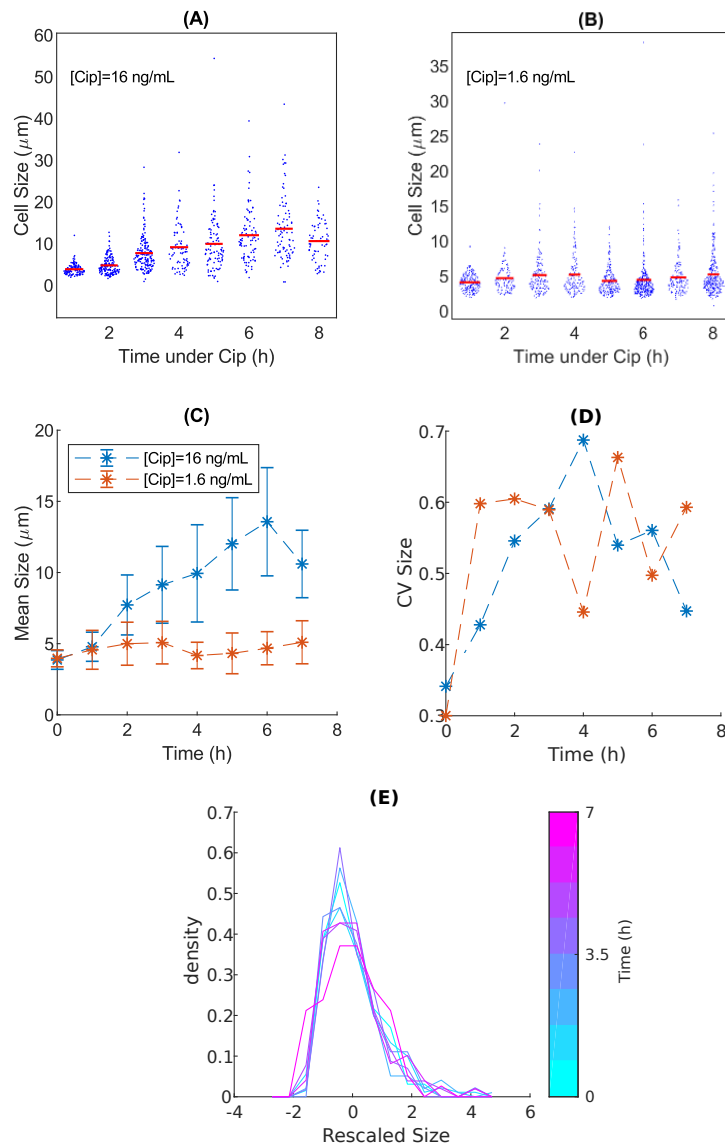 (A)
[Cip]=16 ng/mL
Cell Size (μm)
60
50
40
30
20
10
0
2 4 6 8
Time under Cip (h)
(B)
[Cip]=1.6 ng/mL
Cell Size (μm)
35
30
25
20
15
10
5
0
2 4 6 8
Time under Cip (h)
(C)
[Cip]=16 ng/mL
[Cip]=1.6 ng/mL
Mean Size (μm)
20
15
10
5
0
0 2 4 6 8
Time (h)
(D)
CV Size
0.7
0.6
0.5
0.4
0.3
0 2 4 6 8
Time (h)
(E)
density
0.7
0.6
0.5
0.4
0.3
0.2
0.1
0
-4 -2 0 2 4 6
Rescaled Size
7
3.5
0
Time (h)